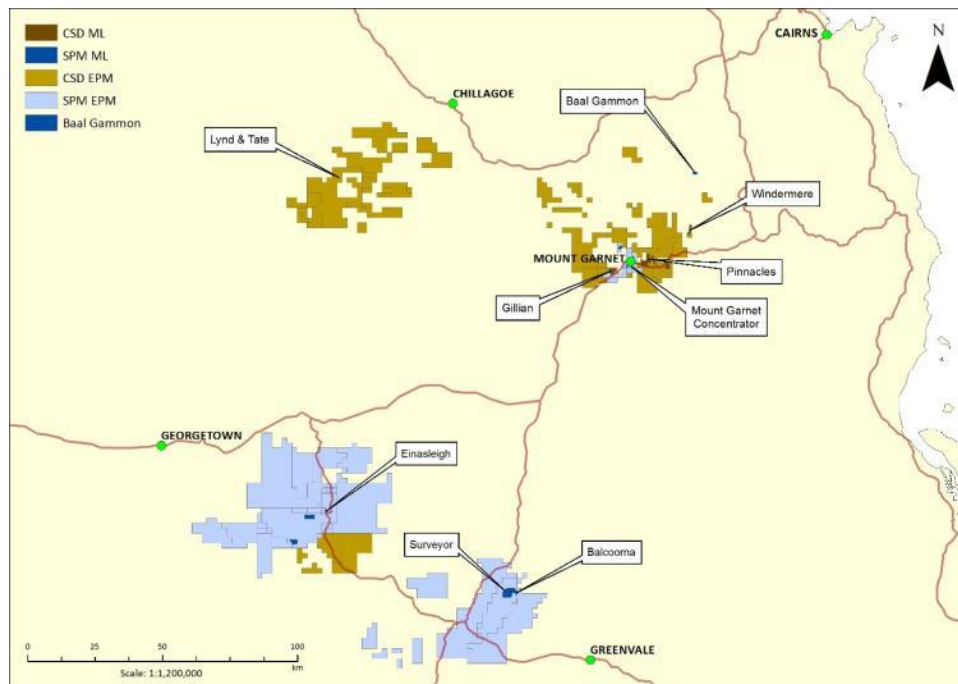 CSD ML
SPM ML
CSD EPM
SPM EPM
Baal Gammon
N
CAIRNS
CHILLAGOE
Baal Gammon
Lynd & Tate
Windermere
MOUNT GARNET
Pinnacles
Gillian
Mount Garnet
Concentrator
GEORGETOWN
Einasleigh
Surveyor
Balcooma
GREENVALE
0 25 50 100
km
Scale: 1:1,200,000